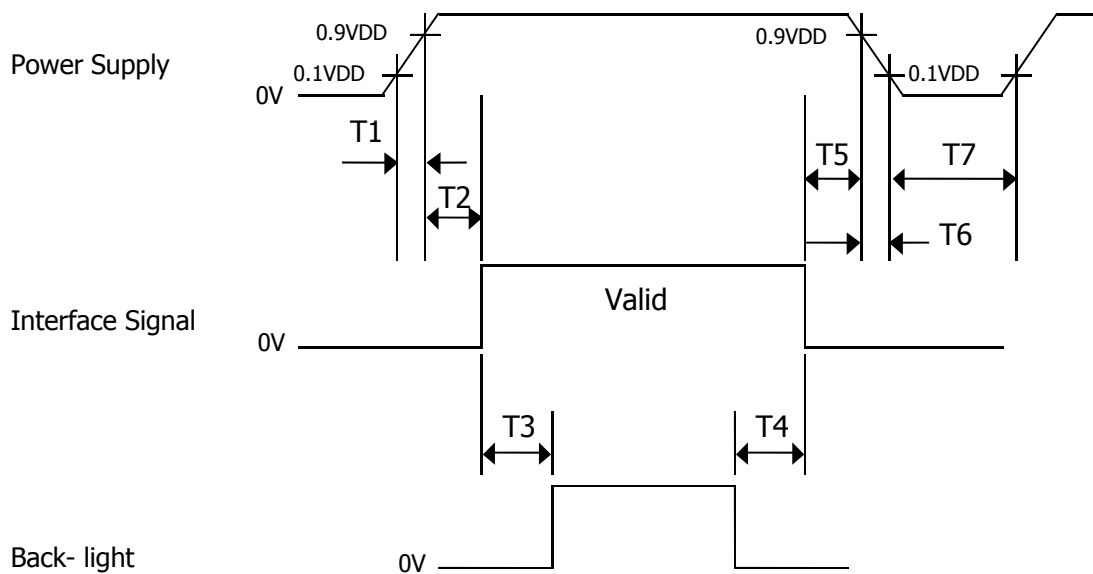 0.9VDD
0.9VDD
Power Supply
0.1VDD
0.1VDD
0V
T1
T5
T7
T2
T6
Valid
Interface Signal
0V
T3
T4
Back- light
0V